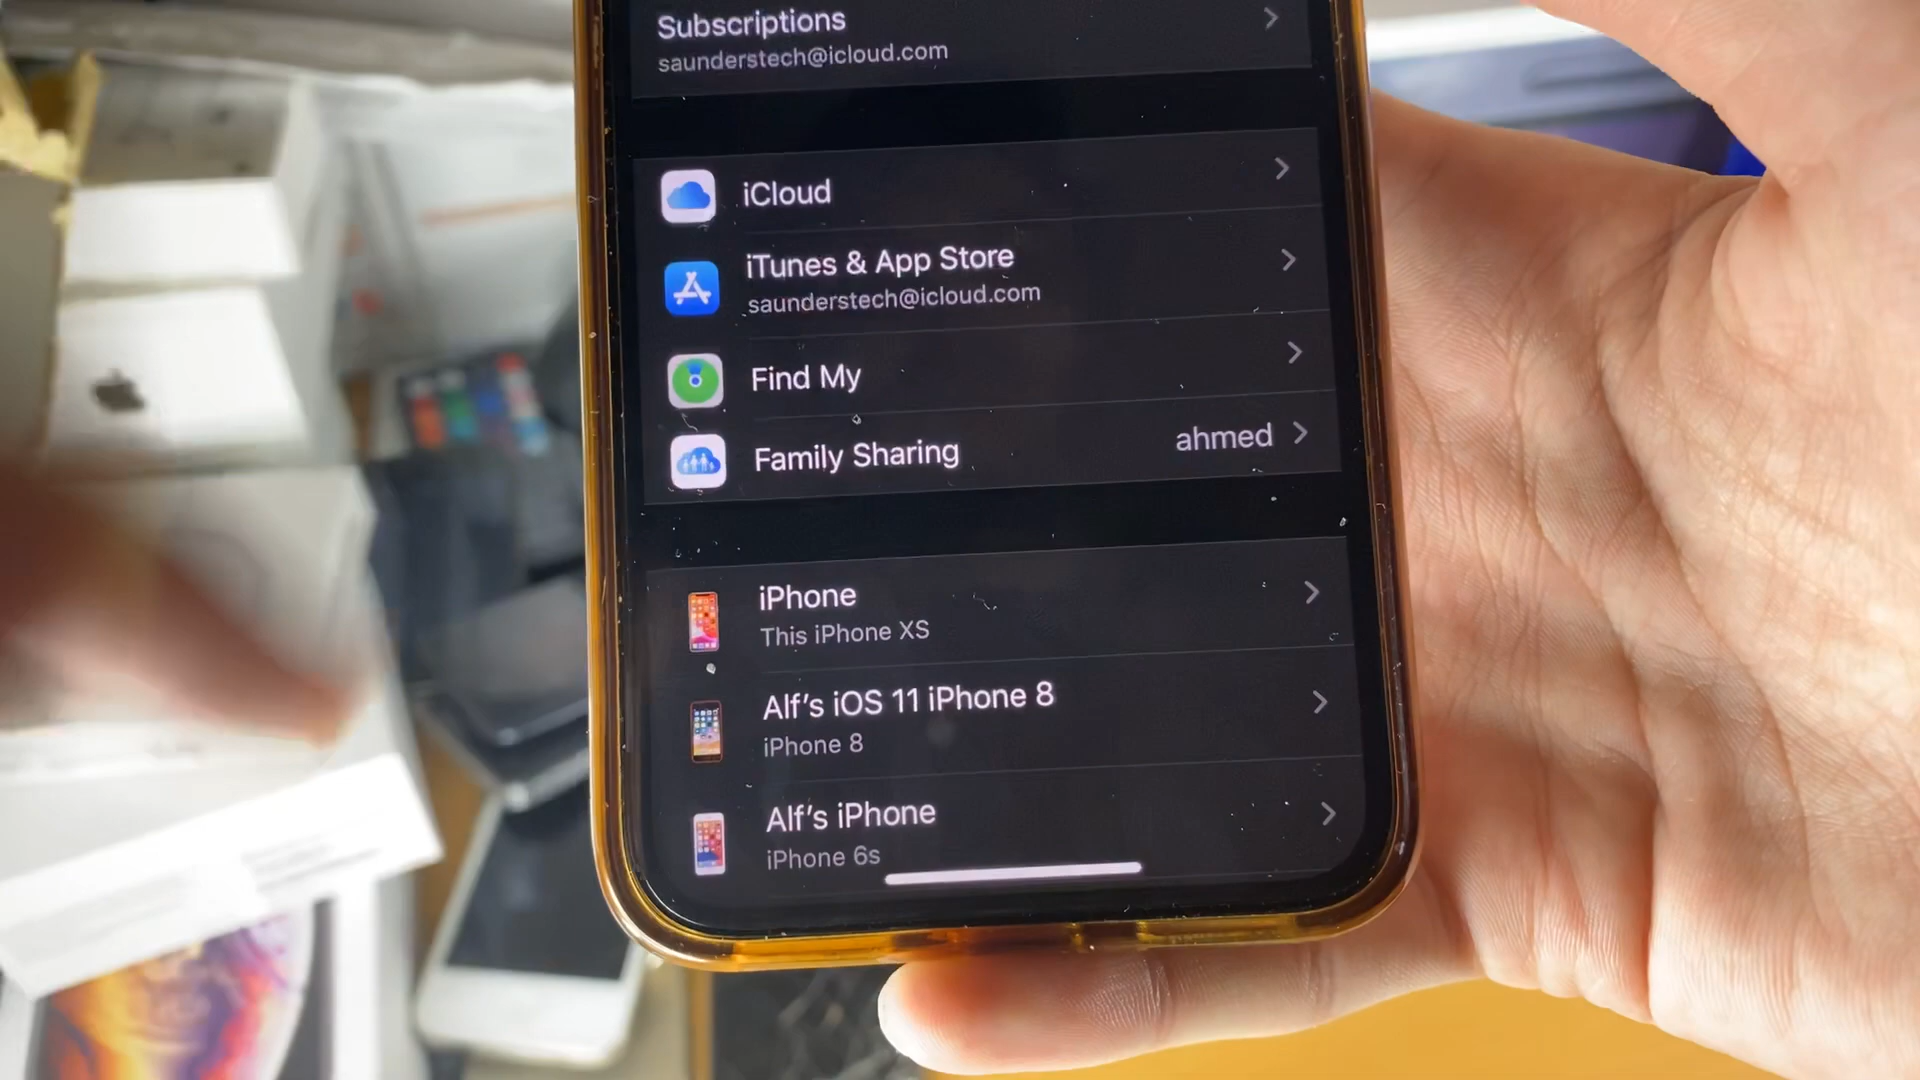 Subscriptions
saunderstech@icloud.com
iCloud
iTunes & App Store
saunderstech@icloud.com
Find My
Family Sharing ahmed
iPhone
This iPhone XS
Alf's iOS 11 iPhone 8
iPhone 8
Alf's iPhone
iPhone 6s